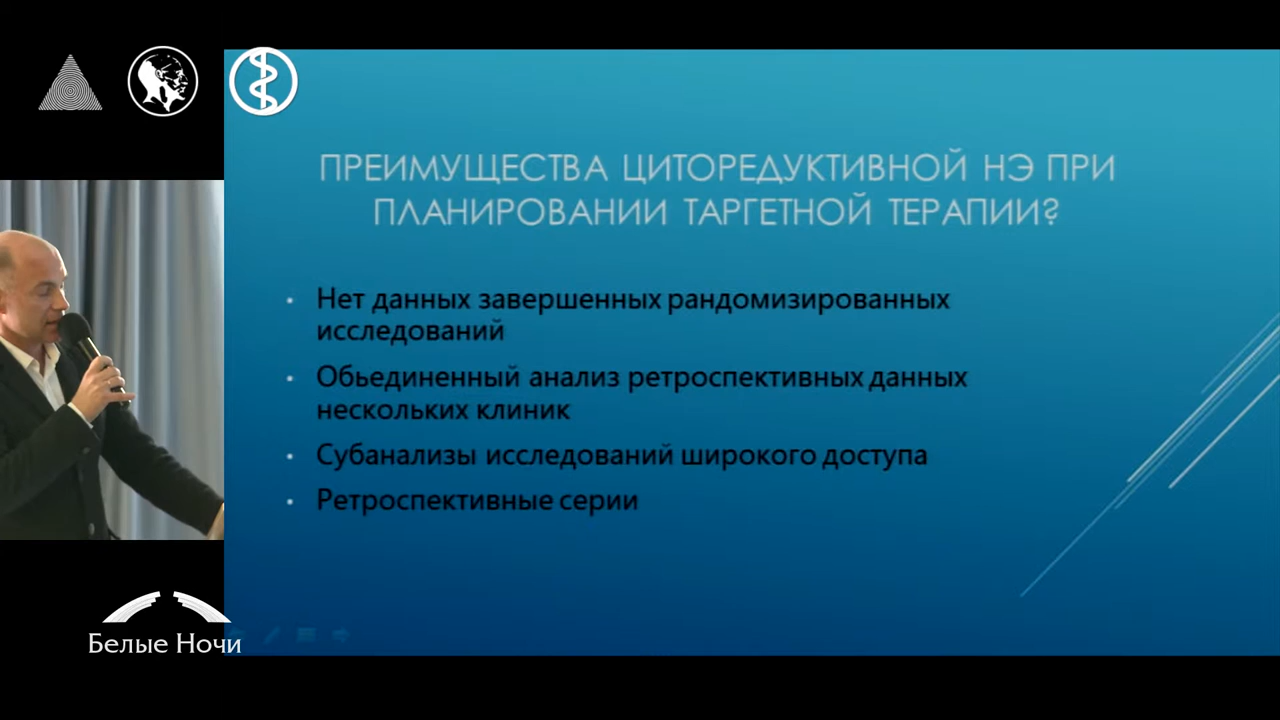 ПРЕИМУЩЕСТВА ЦИТОРЕДУКТИВНОЙ НЭ ПРИ
ПЛАНИРОВАНИИ ТАРГЕТНОЙ ТЕРАПИИ?
• Нет данных завершенных рандомизированных
исследований
• Обьединенный анализ ретроспективных данных
нескольких клиник
• Субанализы исследований широкого доступа
• Ретроспективные серии
Белые Ночи